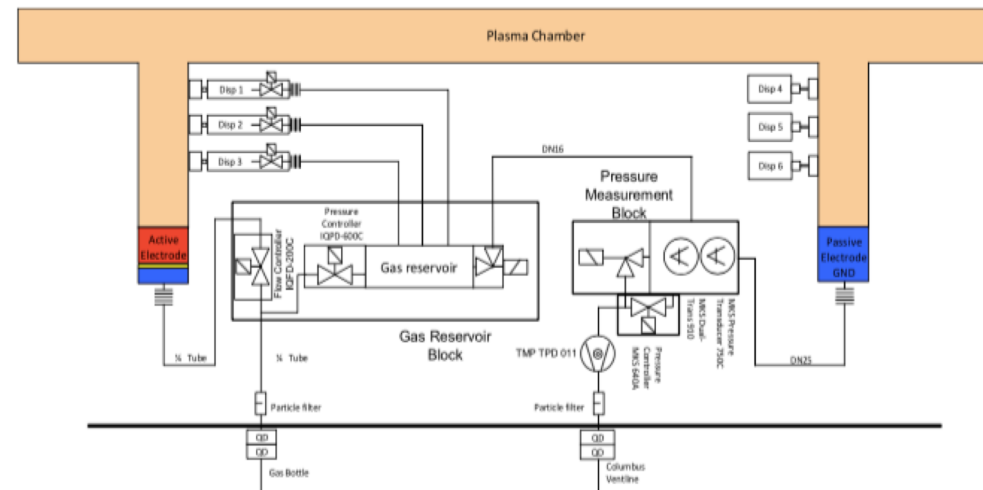 Plasma Chamber
Disp 1
Disp 2
Disp 3
Disp 4
Disp 5
Disp 6
DN16
Pressure
Measurement
Block
Pressure
Controller
IQPD-600C
Flow Controller
IQFD-200C
Gas reservoir
Active
Electrode
Passive
Electrode
GND
MKS Pressure
Transducer 750C
MKS Dual-
Trans 910
Gas Reservoir
Block
TMP TPD 011
Pressure
Controller
MKS 640A
¼ Tube
¼ Tube
DN25
Particle filter
Particle filter
QD
QD
QD
QD
Gas Bottle
Columbus
Ventline